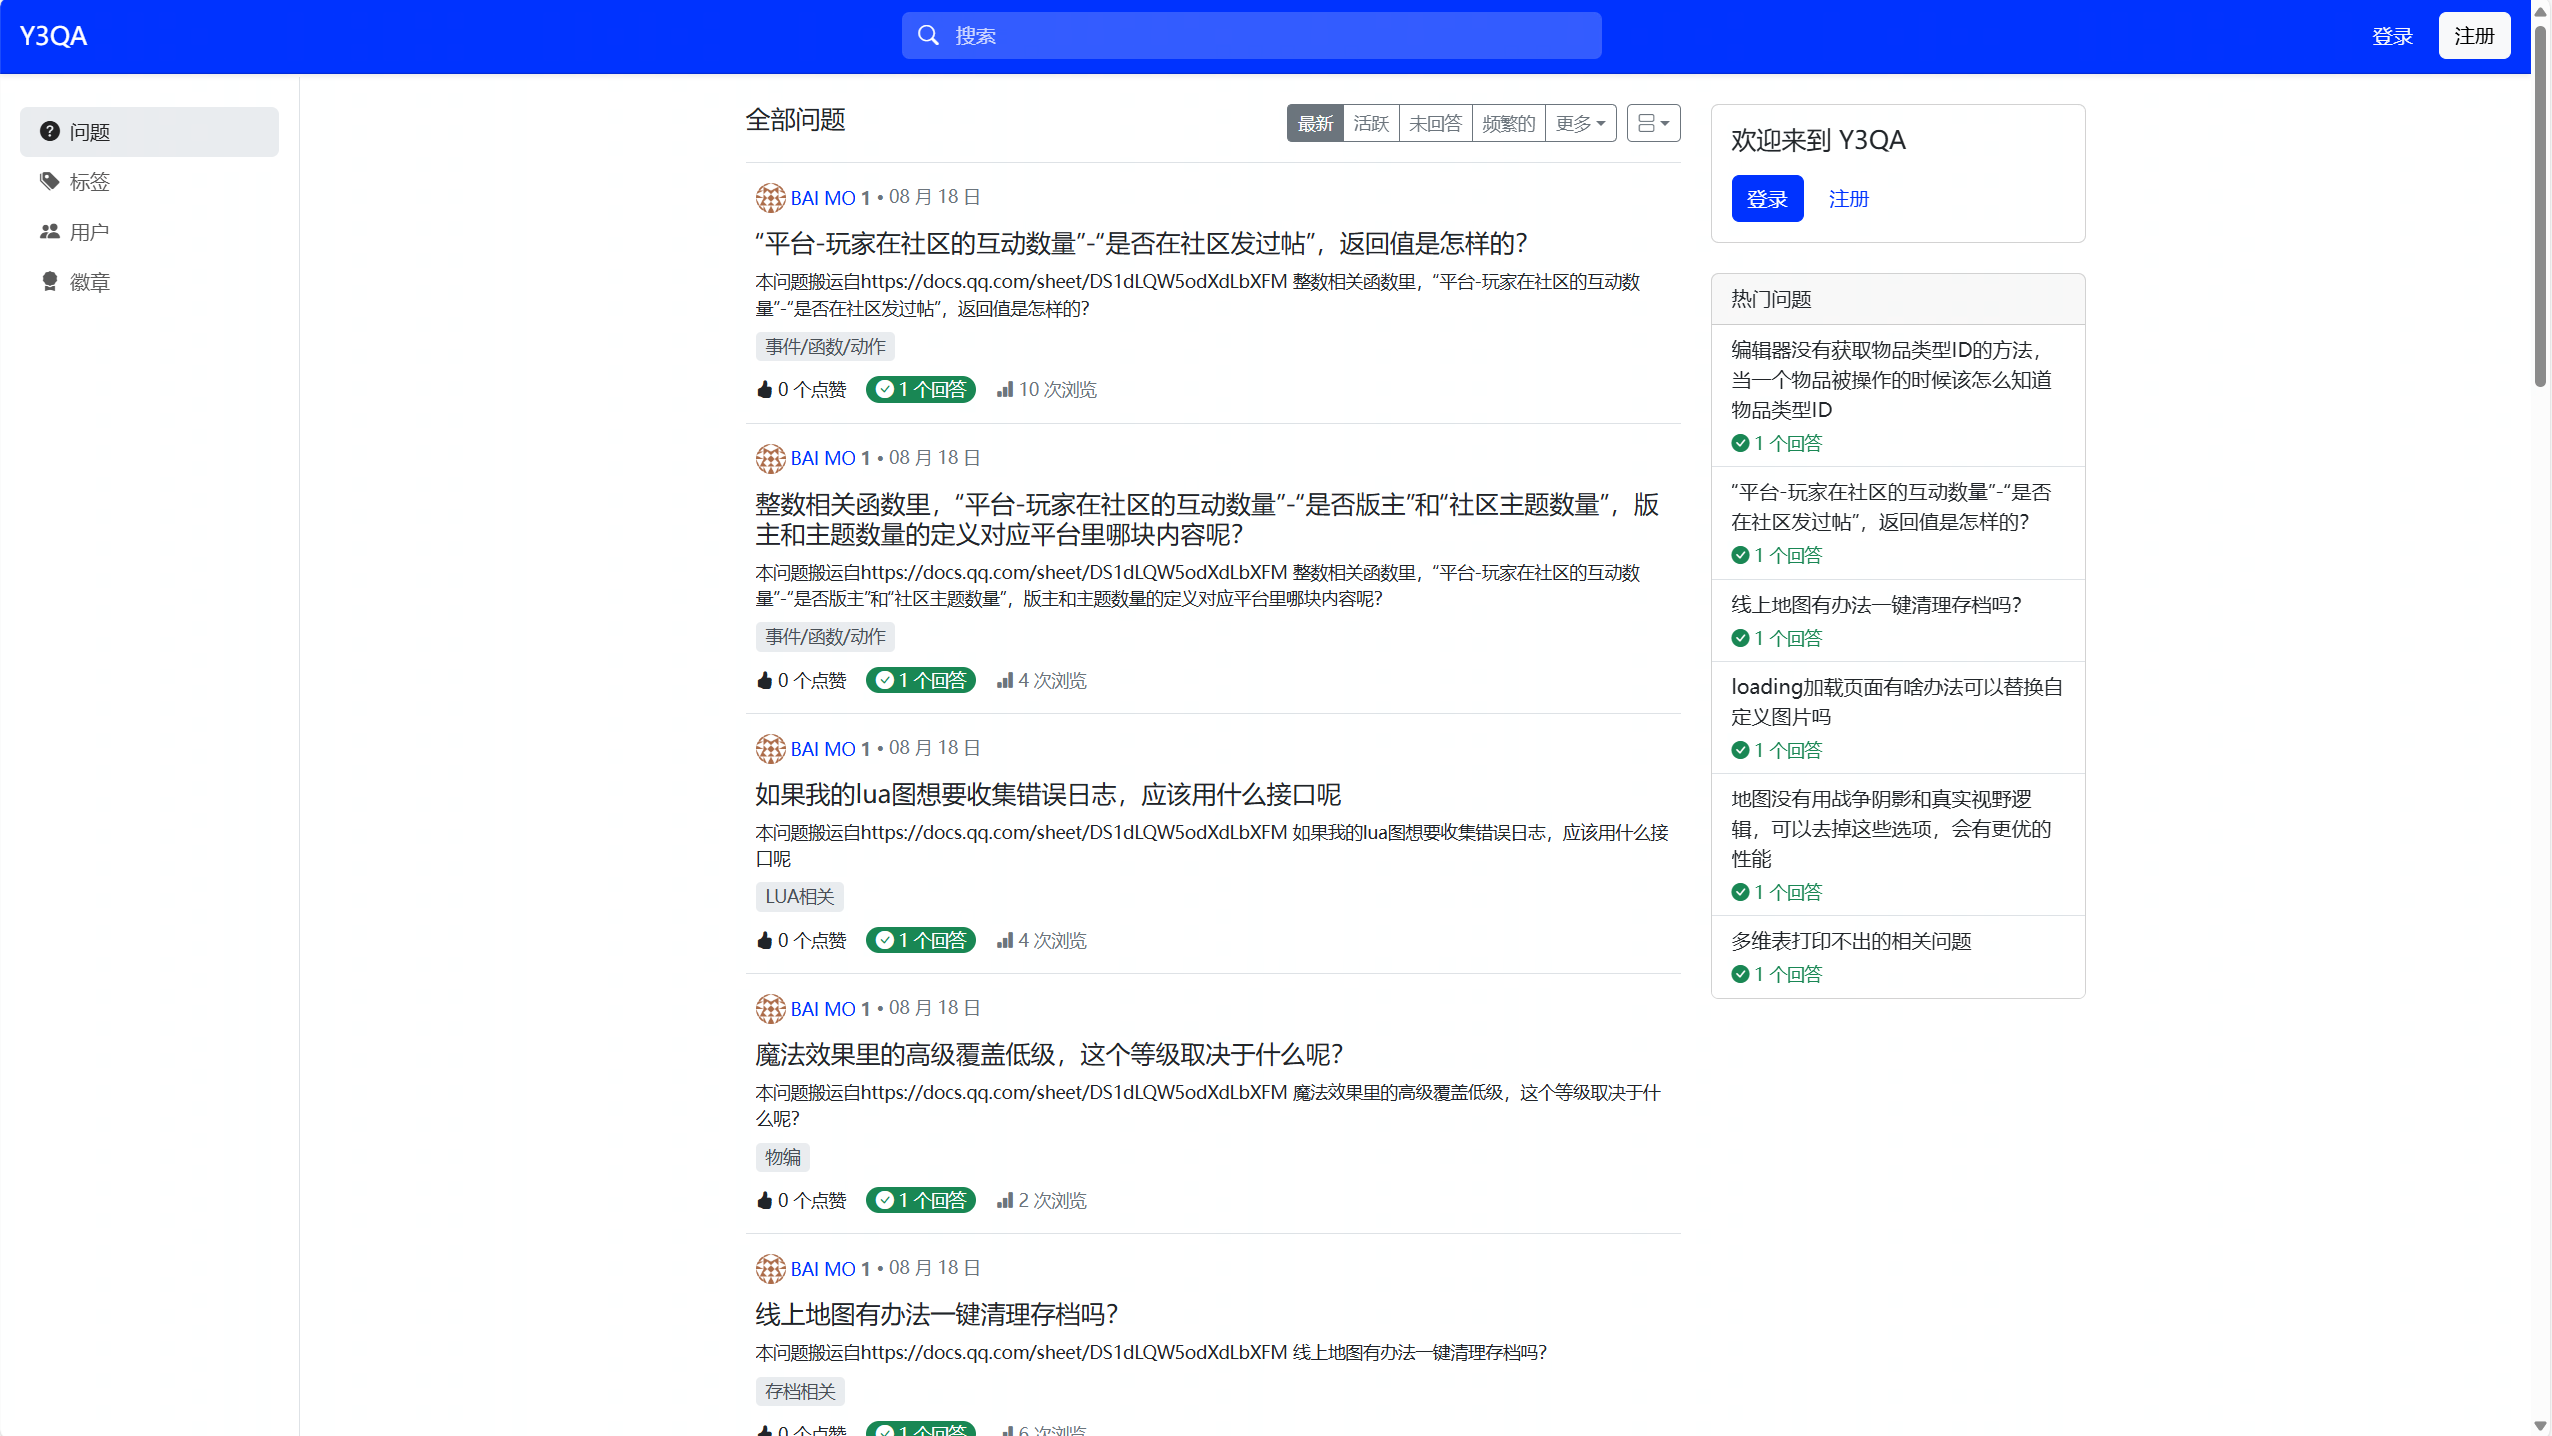 Y3QA
搜索
登录
注册
问题
标签
用户
徽章
全部问题
最新
活跃
未回答
频繁的
更多
BAI MO 1 • 08 月 18 日
“平台-玩家在社区的互动数量”-“是否在社区发过帖”，返回值是怎样的？
本问题搬运自https://docs.qq.com/sheet/DS1dLQW5odXdLbXFM 整数相关函数里，“平台-玩家在社区的互动数
量”-“是否在社区发过帖”，返回值是怎样的？
事件/函数/动作
0 个点赞
1 个回答
10 次浏览
BAI MO 1 • 08 月 18 日
整数相关函数里，“平台-玩家在社区的互动数量”-“是否版主”和“社区主题数量”，版
主和主题数量的定义对应平台里哪块内容呢？
本问题搬运自https://docs.qq.com/sheet/DS1dLQW5odXdLbXFM 整数相关函数里，“平台-玩家在社区的互动数
量”-“是否版主”和“社区主题数量”，版主和主题数量的定义对应平台里哪块内容呢？
事件/函数/动作
0 个点赞
1 个回答
4 次浏览
BAI MO 1 • 08 月 18 日
如果我的lua图想要收集错误日志，应该用什么接口呢
本问题搬运自https://docs.qq.com/sheet/DS1dLQW5odXdLbXFM 如果我的lua图想要收集错误日志，应该用什么接
口呢
LUA相关
0 个点赞
1 个回答
4 次浏览
BAI MO 1 • 08 月 18 日
魔法效果里的高级覆盖低级，这个等级取决于什么呢？
本问题搬运自https://docs.qq.com/sheet/DS1dLQW5odXdLbXFM 魔法效果里的高级覆盖低级，这个等级取决于什
么呢？
物编
0 个点赞
1 个回答
2 次浏览
BAI MO 1 • 08 月 18 日
线上地图有办法一键清理存档吗？
本问题搬运自https://docs.qq.com/sheet/DS1dLQW5odXdLbXFM 线上地图有办法一键清理存档吗？
存档相关
0 个点赞
1 个回答
6 次浏览
欢迎来到 Y3QA
登录
注册
热门问题
编辑器没有获取物品类型ID的方法，
当一个物品被操作的时候该怎么知道
物品类型ID
1 个回答
“平台-玩家在社区的互动数量”-“是否
在社区发过帖”，返回值是怎样的？
1 个回答
线上地图有办法一键清理存档吗？
1 个回答
loading加载页面有啥办法可以替换自
定义图片吗
1 个回答
地图没有用战争阴影和真实视野逻
辑，可以去掉这些选项，会有更优的
性能
1 个回答
多维表打印不出的相关问题
1 个回答